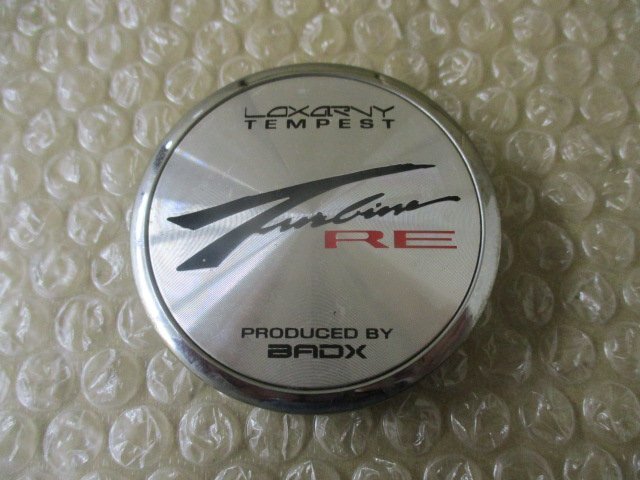 LOXARNY
TEMPEST
Turbine
RE
PRODUCED BY
BADX